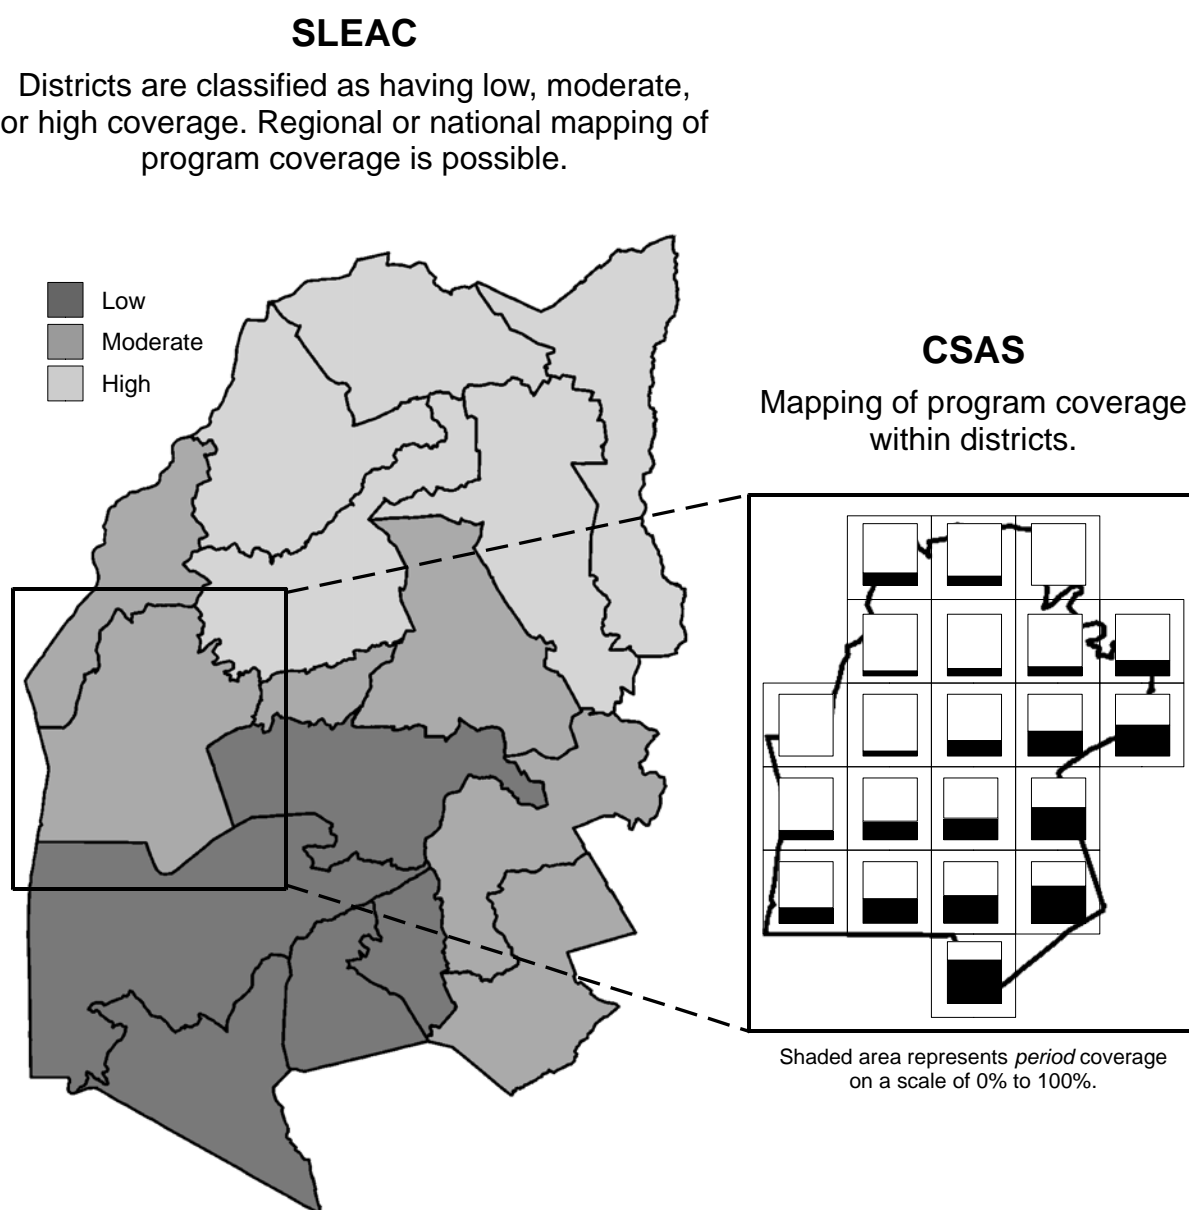 SLEAC
Districts are classified as having low, moderate,
or high coverage. Regional or national mapping of
program coverage is possible.
Low
Moderate
High
CSAS
Mapping of program coverage
within districts.
Shaded area represents period coverage
on a scale of 0% to 100%.